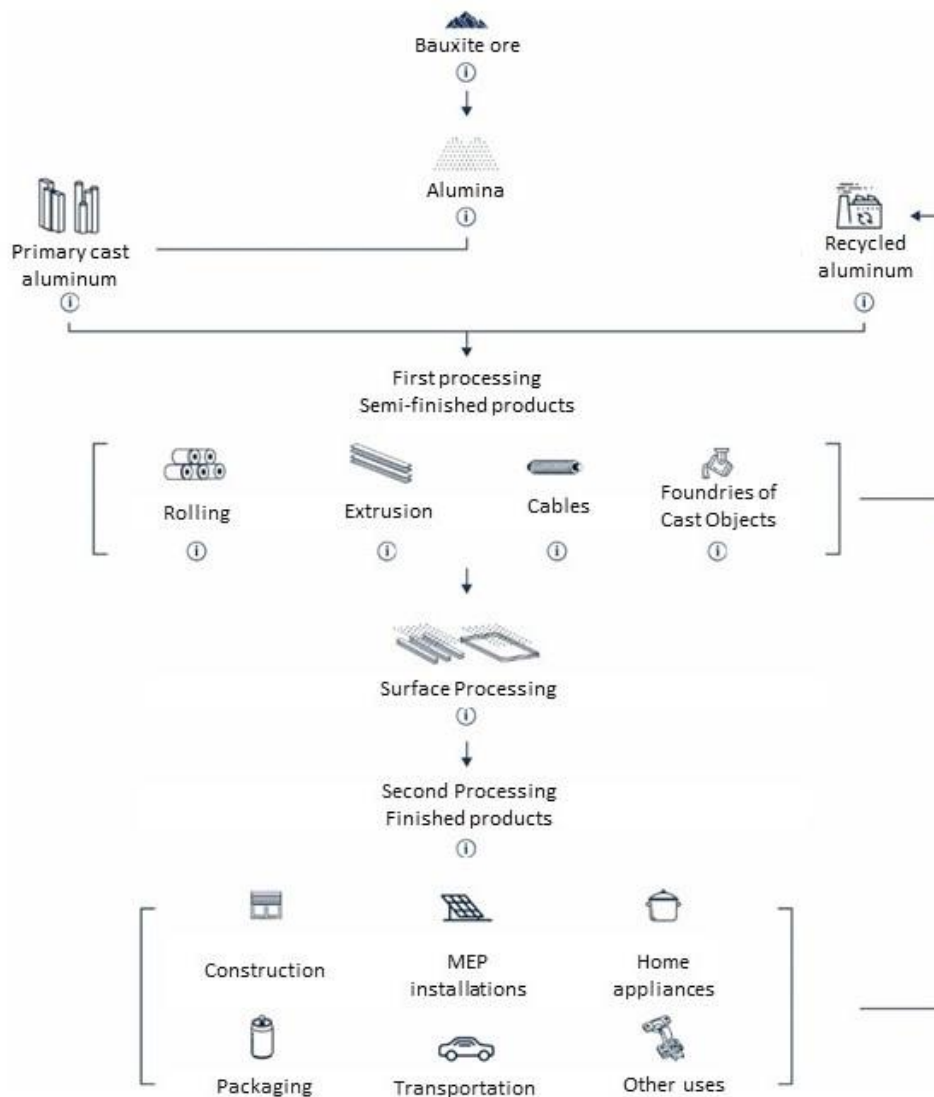 Bauxite ore
i
Alumina
i
Primary cast
aluminum
i
Recycled
aluminum
i
First processing
Semi-finished products
Rolling
i
Extrusion
i
Cables
i
Foundries of
Cast Objects
i
Surface Processing
i
Second Processing
Finished products
i
Construction
MEP
installations
Home
appliances
Packaging
Transportation
Other uses